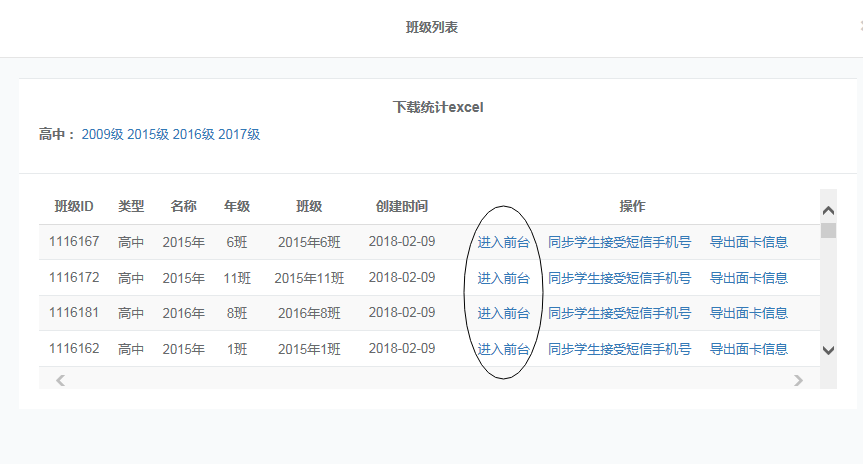 班级列表
下载统计excel
高中： 2009级 2015级 2016级 2017级
班级ID 类型 名称 年级 班级 创建时间 操作
1116167 高中 2015年 6班 2015年6班 2018-02-09 进入前台 同步学生接受短信手机号 导出面卡信息
1116172 高中 2015年 11班 2015年11班 2018-02-09 进入前台 同步学生接受短信手机号 导出面卡信息
1116181 高中 2016年 8班 2016年8班 2018-02-09 进入前台 同步学生接受短信手机号 导出面卡信息
1116162 高中 2015年 1班 2015年1班 2018-02-09 进入前台 同步学生接受短信手机号 导出面卡信息